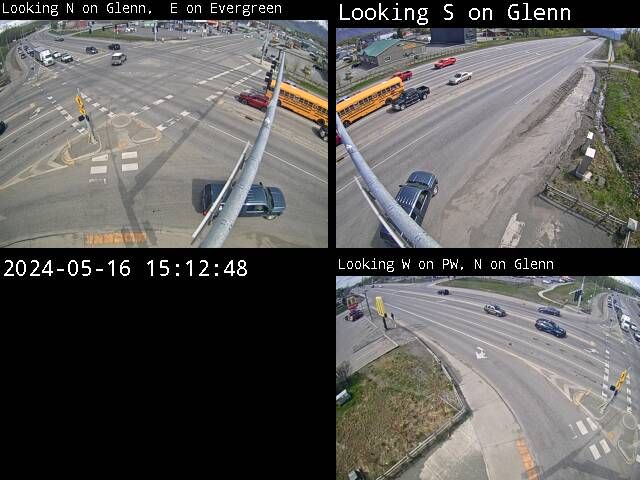 Looking N on Glenn, E on Evergreen
Looking S on Glenn
2024-05-16 15:12:48
Looking W on PW, N on Glenn